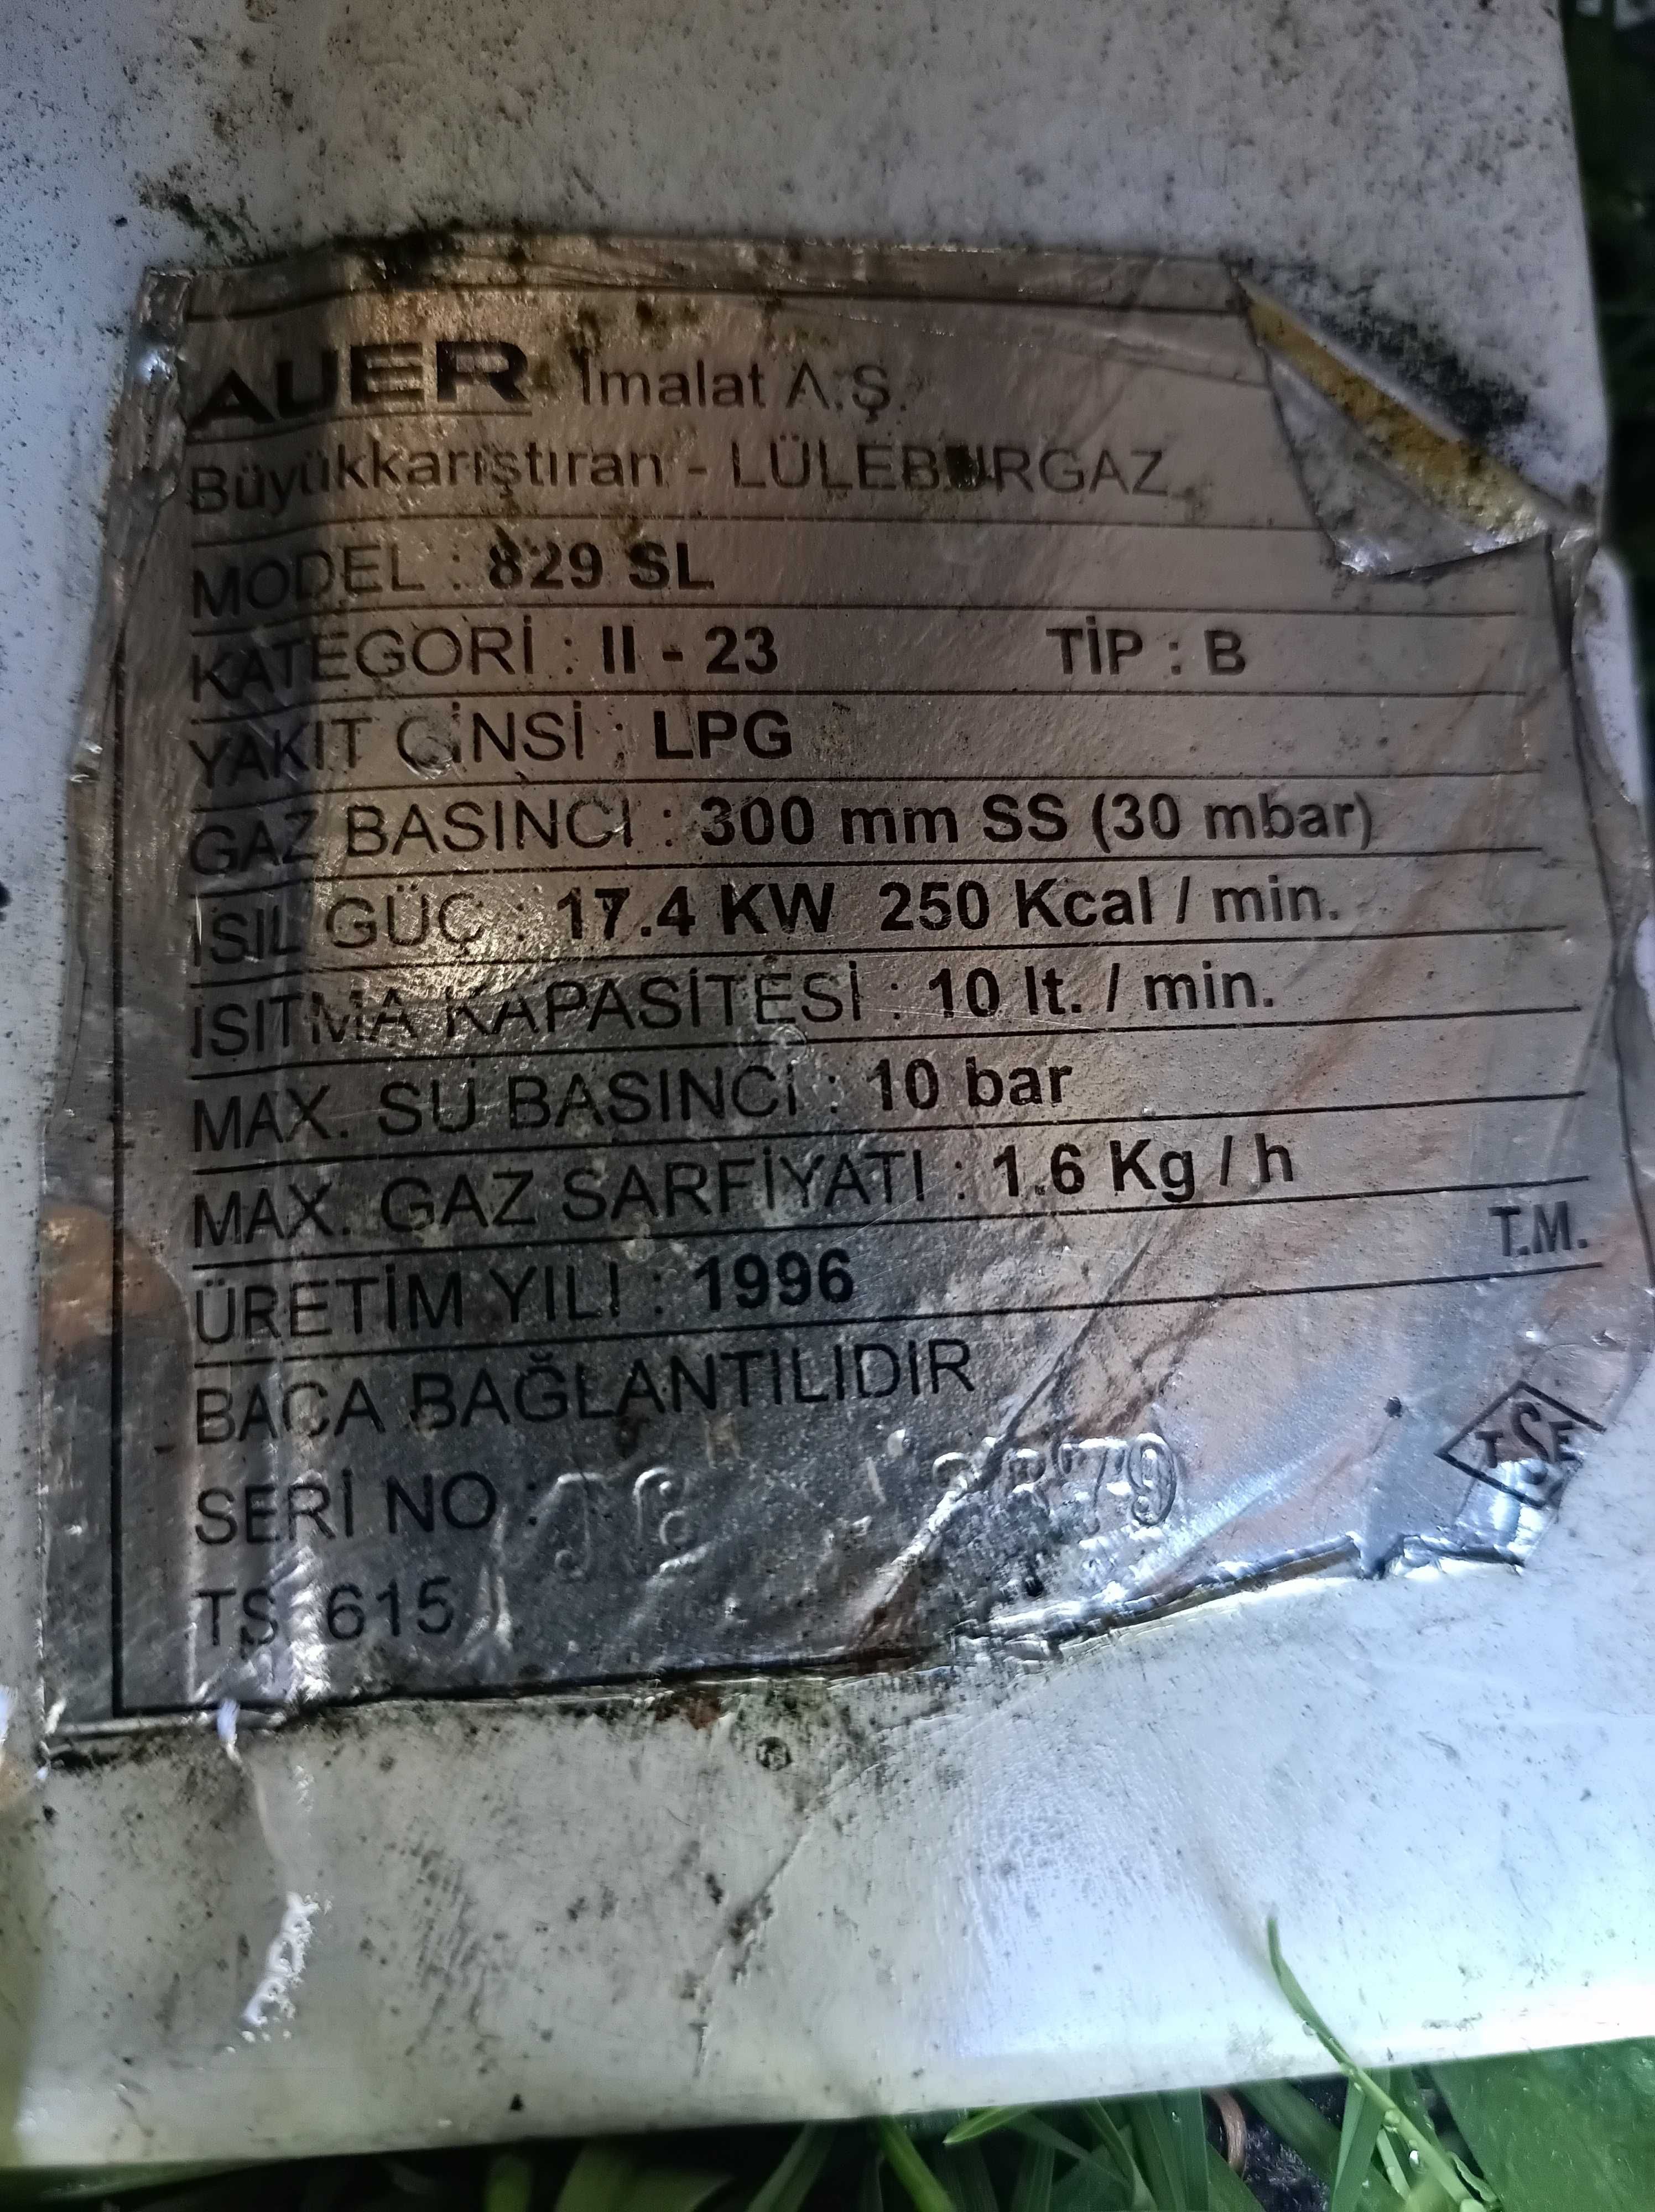 AUER İmalat A.Ş.
Büyükkarıştıran - LÜLEBURGAZ
MODEL : 829 SL
KATEGORİ : II - 23 TİP : B
YAKIT CİNSİ : LPG
GAZ BASINCI : 300 mm SS (30 mbar)
ISIL GÜÇ : 17.4 KW 250 Kcal / min.
ISITMA KAPASİTESİ : 10 lt. / min.
MAX. SU BASINCI : 10 bar
MAX. GAZ SARFİYATI : 1.6 Kg / h
T.M.
ÜRETİM YILI : 1996
BACA BAĞLANTILIDIR
SERİ NO :
TSE
TS 615